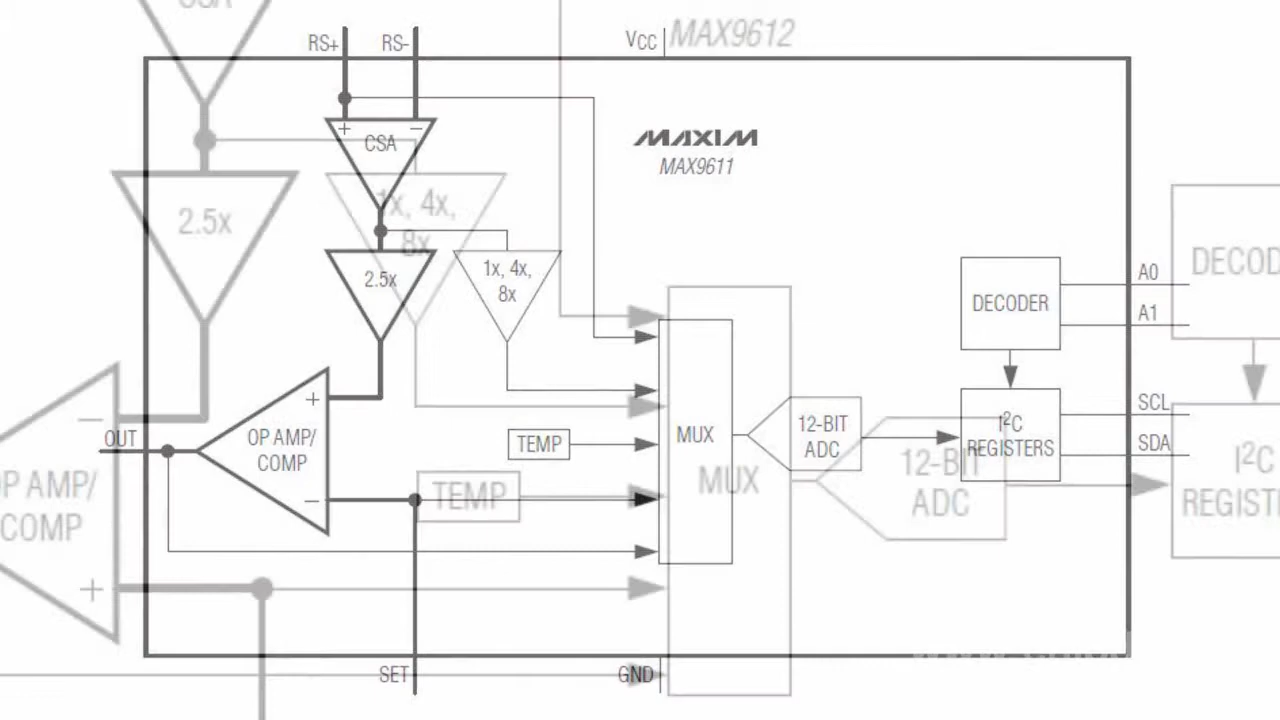 CSA
VCC MAX9612
RS+ RS-
+ −
CSA
MAXIM
MAX9611
2.5x
1x, 4x,
8x
2.5x
1x, 4x,
8x
DECODER
A0
A1
DECOD
+
OP AMP/
COMP
−
OUT
TEMP
MUX
12-BIT
ADC
I²C
REGISTERS
SCL
SDA
−
OP AMP/
COMP
+
TEMP
MUX
12-BIT
ADC
I²C
REGISTE
SET
GND